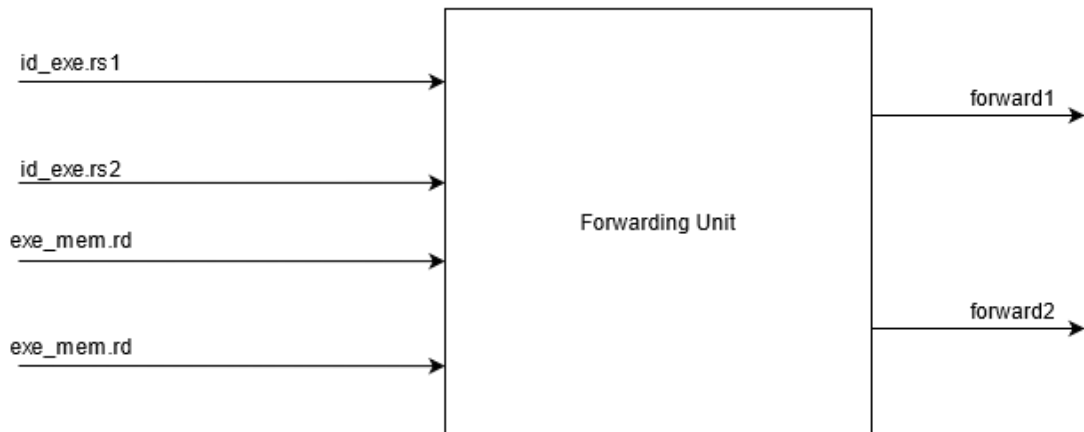 id_exe.rs1
forward1
id_exe.rs2
Forwarding Unit
exe_mem.rd
forward2
exe_mem.rd